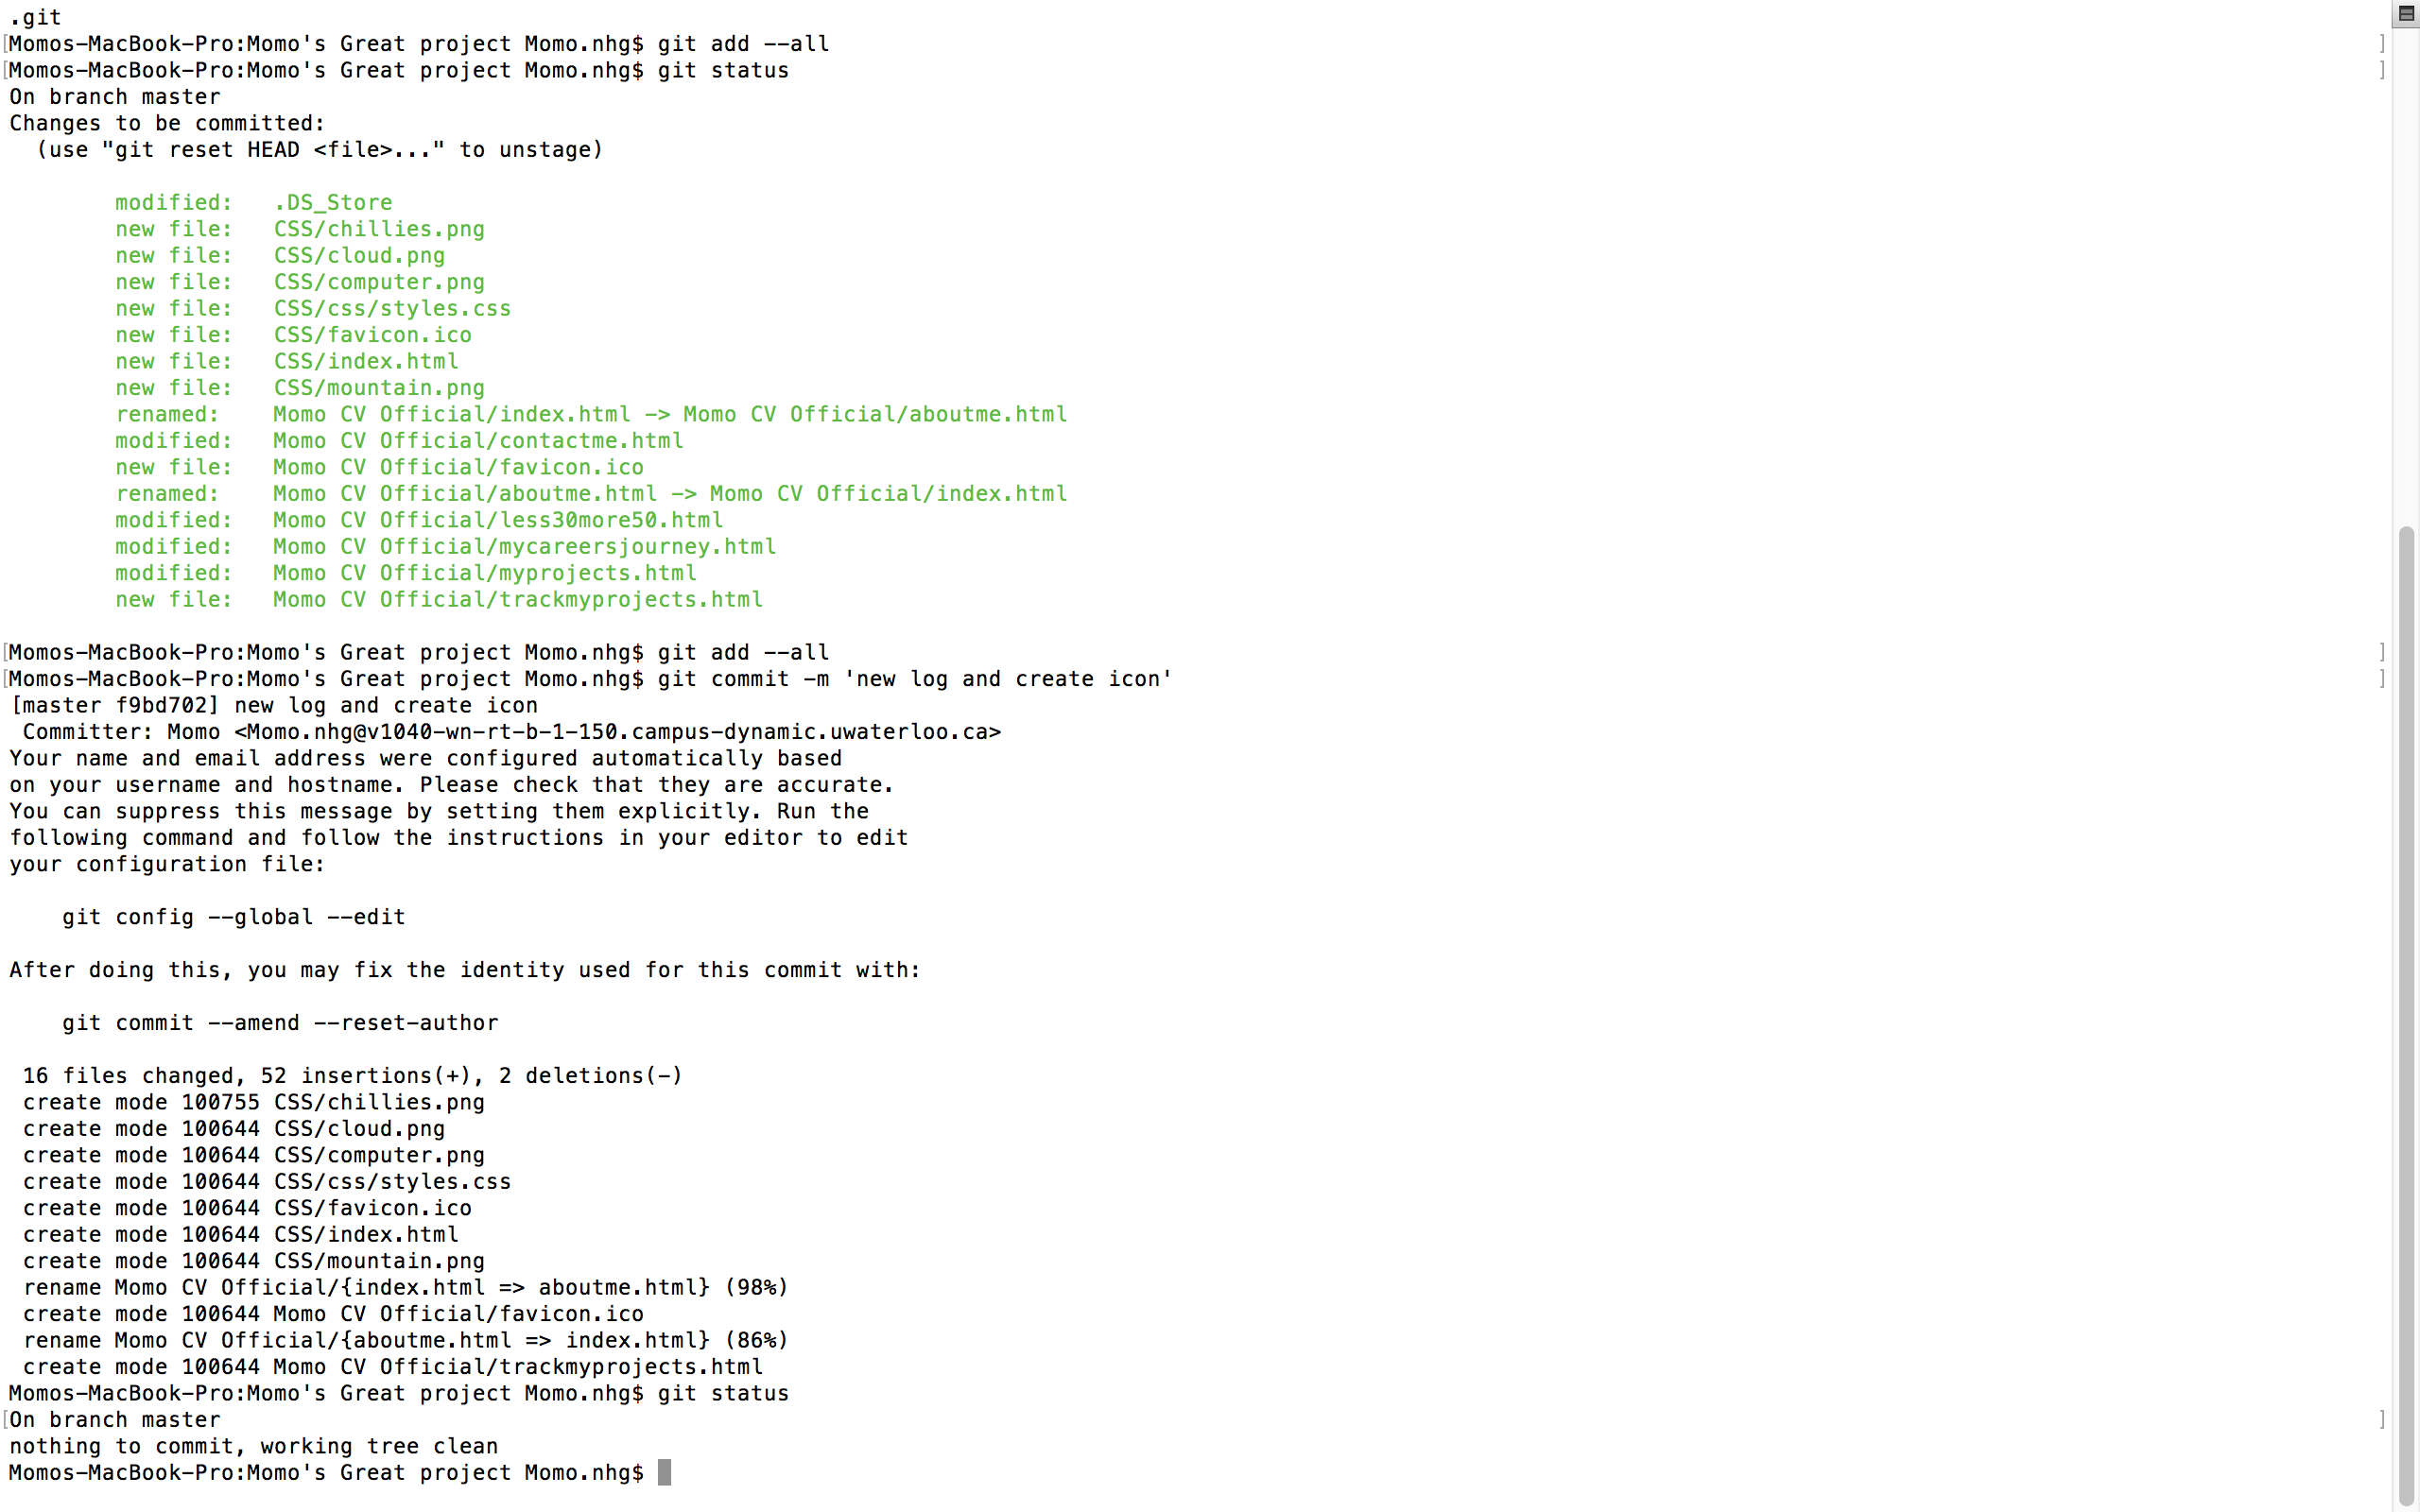 .git
[Momos-MacBook-Pro:Momo's Great project Momo.nhg$ git add --all ]
[Momos-MacBook-Pro:Momo's Great project Momo.nhg$ git status ]
On branch master
Changes to be committed:
  (use "git reset HEAD <file>..." to unstage)
        modified:   .DS_Store
        new file:   CSS/chillies.png
        new file:   CSS/cloud.png
        new file:   CSS/computer.png
        new file:   CSS/css/styles.css
        new file:   CSS/favicon.ico
        new file:   CSS/index.html
        new file:   CSS/mountain.png
        renamed:    Momo CV Official/index.html -> Momo CV Official/aboutme.html
        modified:   Momo CV Official/contactme.html
        new file:   Momo CV Official/favicon.ico
        renamed:    Momo CV Official/aboutme.html -> Momo CV Official/index.html
        modified:   Momo CV Official/less30more50.html
        modified:   Momo CV Official/mycareersjourney.html
        modified:   Momo CV Official/myprojects.html
        new file:   Momo CV Official/trackmyprojects.html
[Momos-MacBook-Pro:Momo's Great project Momo.nhg$ git add --all ]
[Momos-MacBook-Pro:Momo's Great project Momo.nhg$ git commit -m 'new log and create icon' ]
[master f9bd702] new log and create icon
 Committer: Momo <Momo.nhg@v1040-wn-rt-b-1-150.campus-dynamic.uwaterloo.ca>
Your name and email address were configured automatically based
on your username and hostname. Please check that they are accurate.
You can suppress this message by setting them explicitly. Run the
following command and follow the instructions in your editor to edit
your configuration file:
    git config --global --edit
After doing this, you may fix the identity used for this commit with:
    git commit --amend --reset-author
 16 files changed, 52 insertions(+), 2 deletions(-)
 create mode 100755 CSS/chillies.png
 create mode 100644 CSS/cloud.png
 create mode 100644 CSS/computer.png
 create mode 100644 CSS/css/styles.css
 create mode 100644 CSS/favicon.ico
 create mode 100644 CSS/index.html
 create mode 100644 CSS/mountain.png
 rename Momo CV Official/{index.html => aboutme.html} (98%)
 create mode 100644 Momo CV Official/favicon.ico
 rename Momo CV Official/{aboutme.html => index.html} (86%)
 create mode 100644 Momo CV Official/trackmyprojects.html
Momos-MacBook-Pro:Momo's Great project Momo.nhg$ git status
[On branch master ]
nothing to commit, working tree clean
Momos-MacBook-Pro:Momo's Great project Momo.nhg$